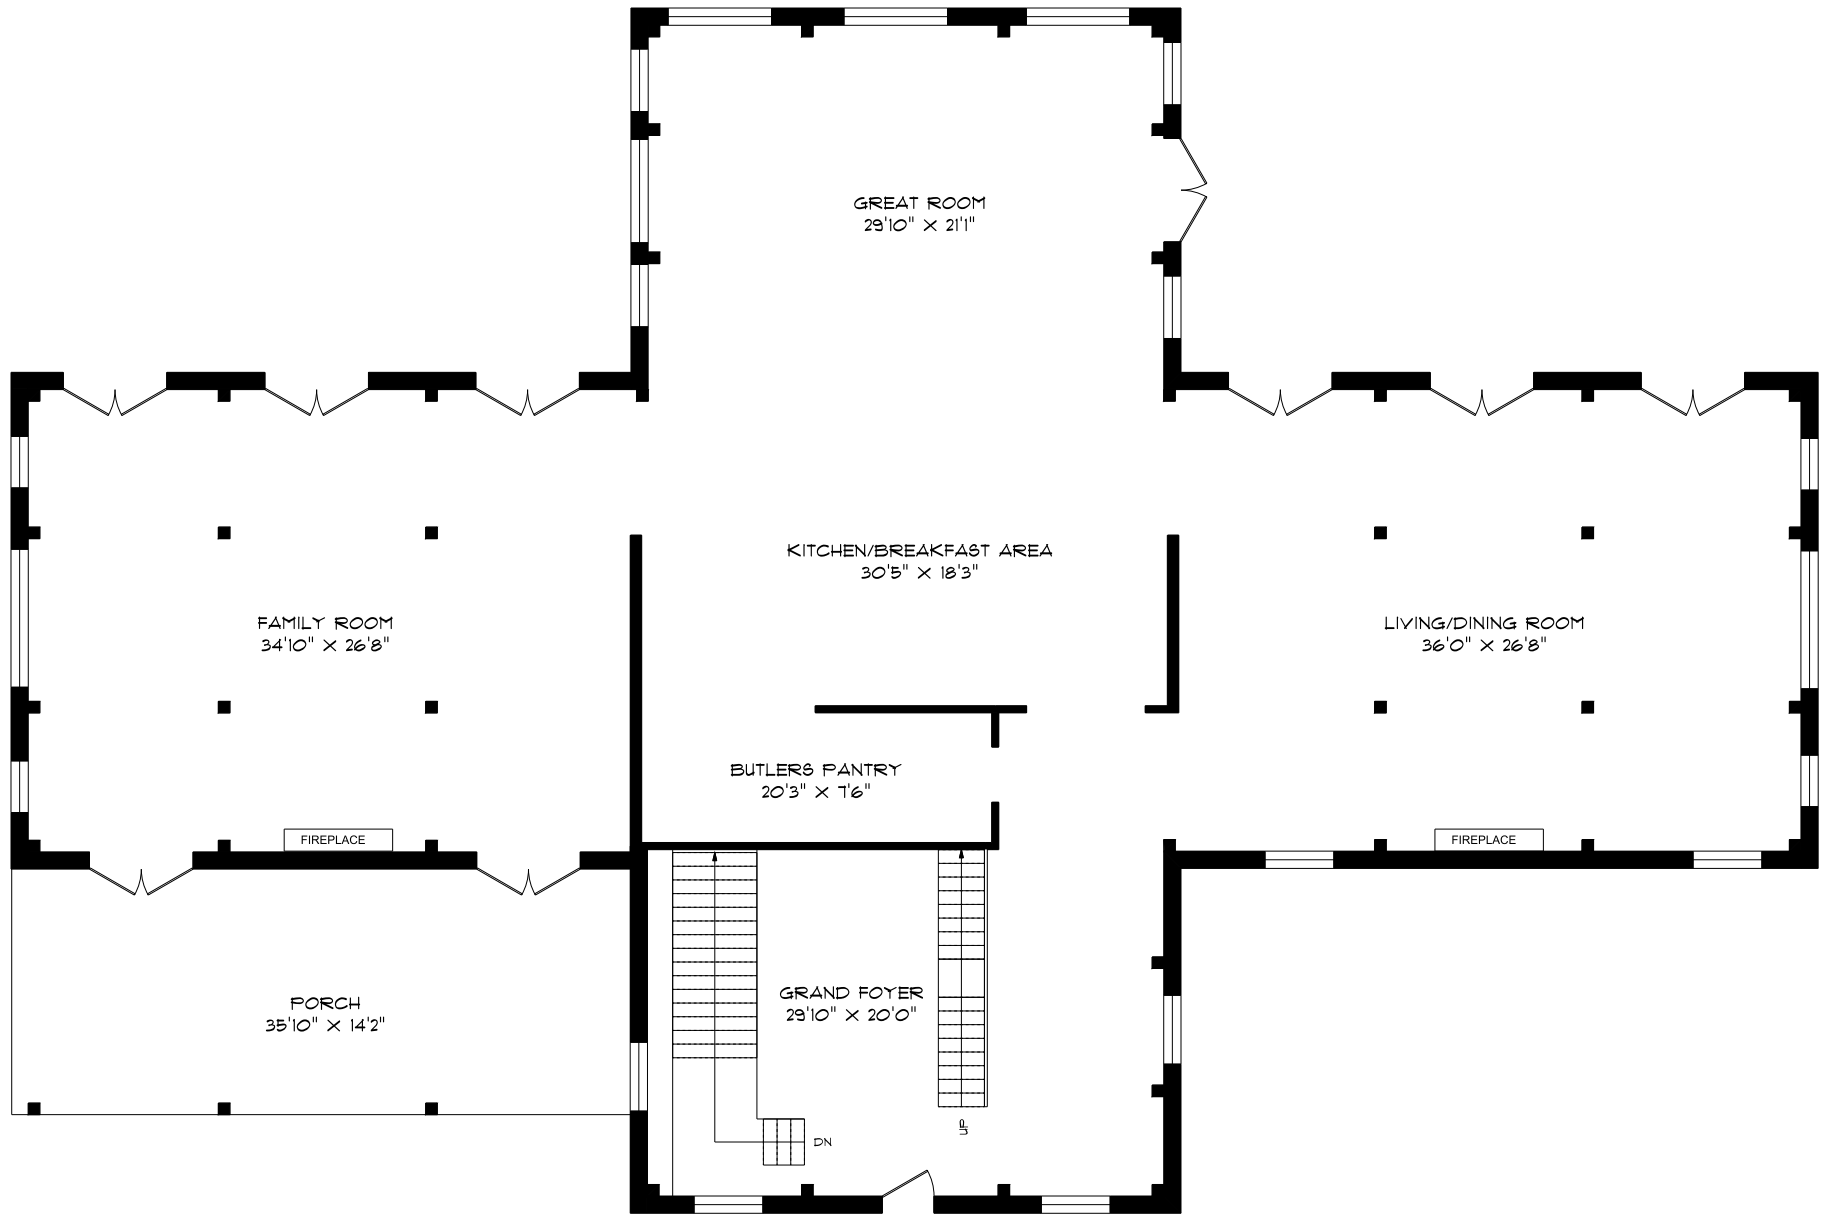 GREAT ROOM
29'10" X 21'1"
KITCHEN/BREAKFAST AREA
30'5" X 18'3"
FAMILY ROOM
34'10" X 26'8"
LIVING/DINING ROOM
36'0" X 26'8"
BUTLERS PANTRY
20'3" X 7'6"
FIREPLACE
FIREPLACE
GRAND FOYER
29'10" X 20'0"
PORCH
35'10" X 14'2"
UP
DN